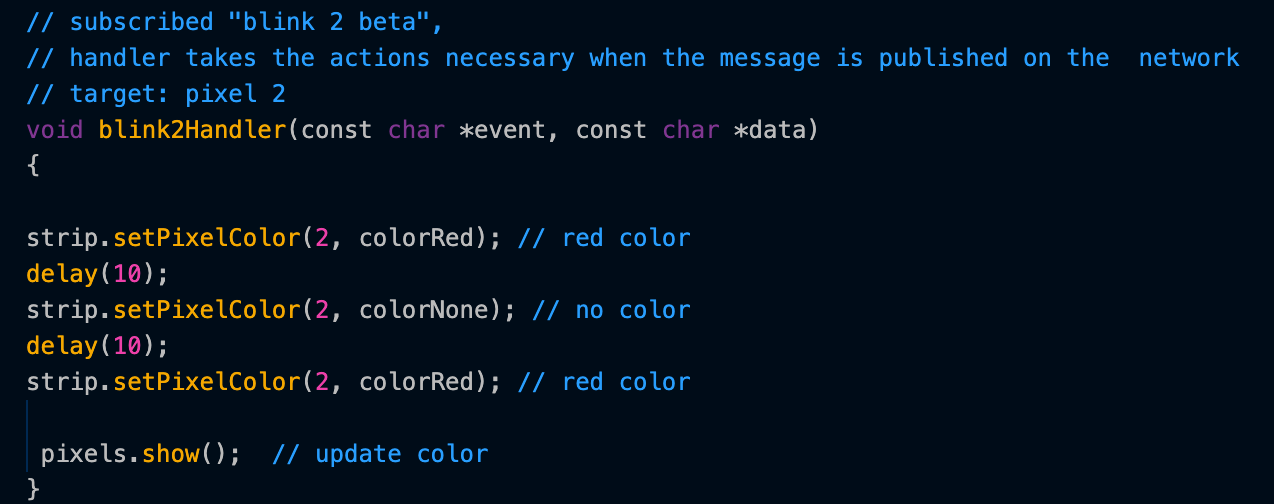 // subscribed "blink 2 beta",
// handler takes the actions necessary when the message is published on the  network
// target: pixel 2
void blink2Handler(const char *event, const char *data)
{
strip.setPixelColor(2, colorRed); // red color
delay(10);
strip.setPixelColor(2, colorNone); // no color
delay(10);
strip.setPixelColor(2, colorRed); // red color
 pixels.show();  // update color
}